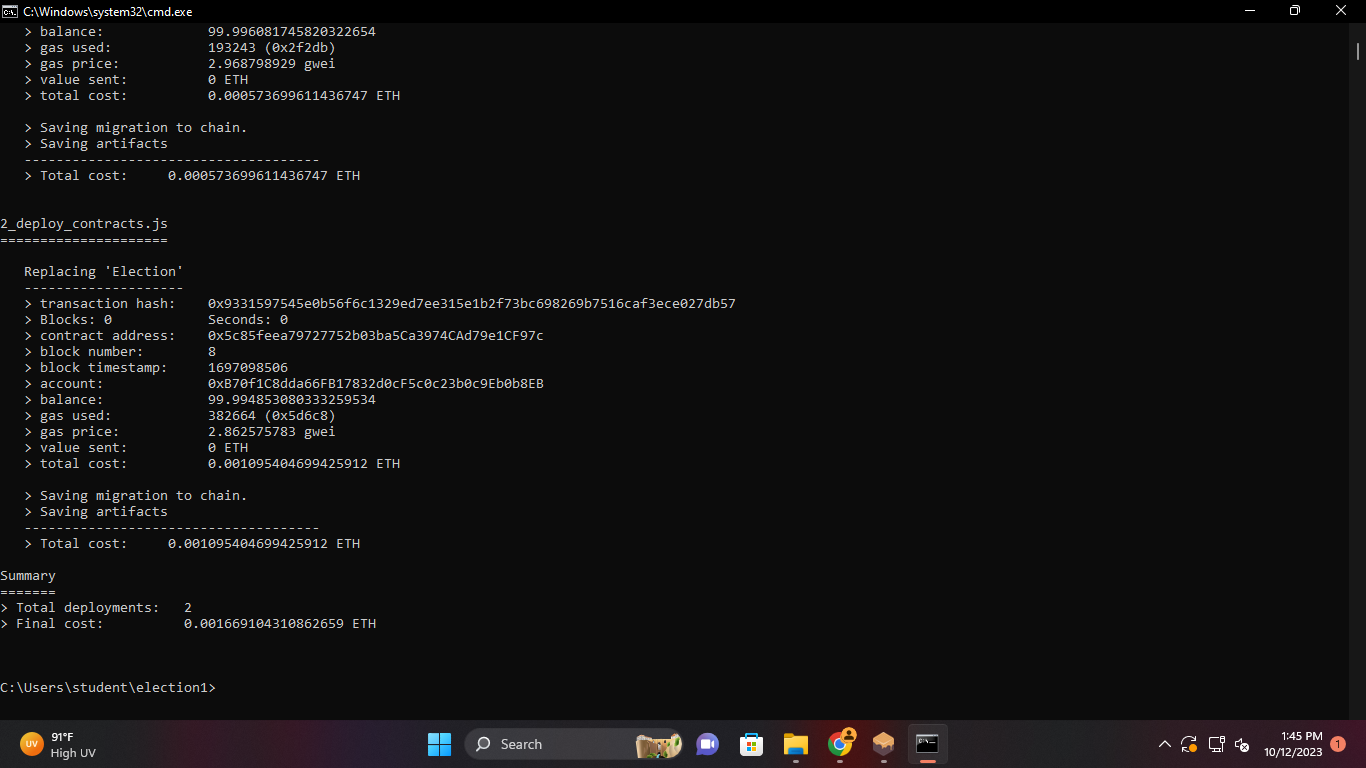 C:\Windows\system32\cmd.exe
> balance: 99.996081745820322654
> gas used: 193243 (0x2f2db)
> gas price: 2.968798929 gwei
> value sent: 0 ETH
> total cost: 0.000573699611436747 ETH
> Saving migration to chain.
> Saving artifacts
-------------------------------------
> Total cost: 0.000573699611436747 ETH
2_deploy_contracts.js
=====================
Replacing 'Election'
--------------------
> transaction hash: 0x9331597545e0b56f6c1329ed7ee315e1b2f73bc698269b7516caf3ece027db57
> Blocks: 0 Seconds: 0
> contract address: 0x5c85feea79727752b03ba5Ca3974CAd79e1CF97c
> block number: 8
> block timestamp: 1697098506
> account: 0xB70f1C8dda66FB17832d0cF5c0c23b0c9Eb0b8EB
> balance: 99.994853080333259534
> gas used: 382664 (0x5d6c8)
> gas price: 2.862575783 gwei
> value sent: 0 ETH
> total cost: 0.001095404699425912 ETH
> Saving migration to chain.
> Saving artifacts
-------------------------------------
> Total cost: 0.001095404699425912 ETH
Summary
=======
> Total deployments: 2
> Final cost: 0.001669104310862659 ETH
C:\Users\student\election1>
UV
91°F
High UV
Search
1:45 PM
10/12/2023
1